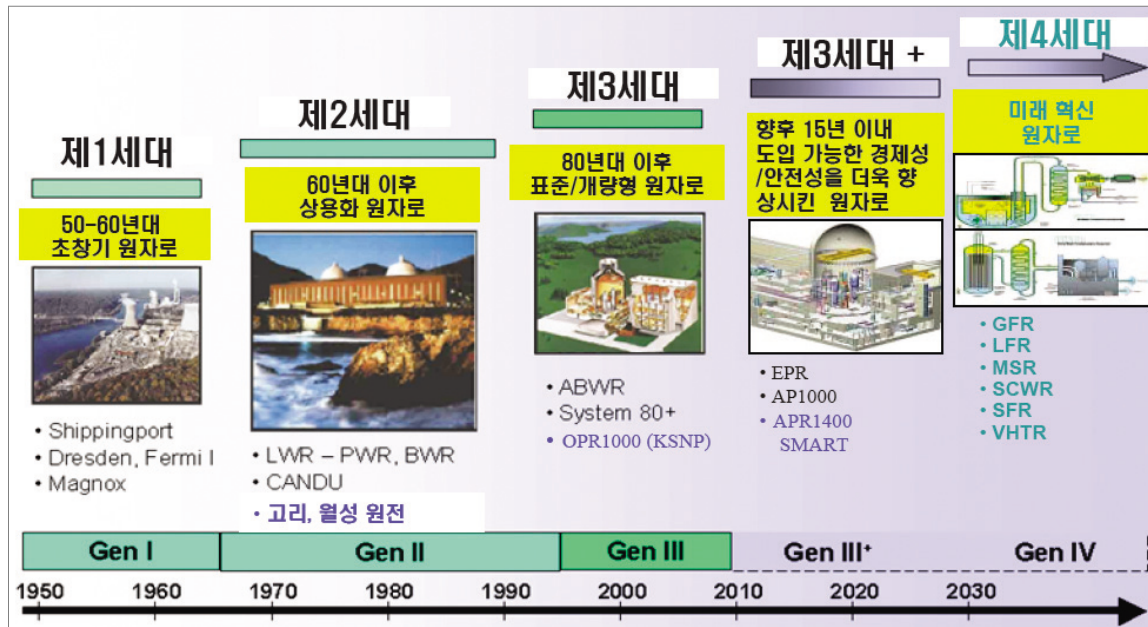 제1세대
50-60년대
초창기 원자로
• Shippingport
• Dresden, Fermi I
• Magnox
제2세대
60년대 이후
상용화 원자로
• LWR – PWR, BWR
• CANDU
• 고리, 월성 원전
제3세대
80년대 이후
표준/개량형 원자로
• ABWR
• System 80+
• OPR1000 (KSNP)
제3세대 +
향후 15년 이내
도입 가능한 경제성
/안전성을 더욱 향
상시킨 원자로
• EPR
• AP1000
• APR1400
SMART
제4세대
미래 혁신
원자로
• GFR
• LFR
• MSR
• SCWR
• SFR
• VHTR
Gen I
Gen II
Gen III
Gen III+
Gen IV
1950
1960
1970
1980
1990
2000
2010
2020
2030